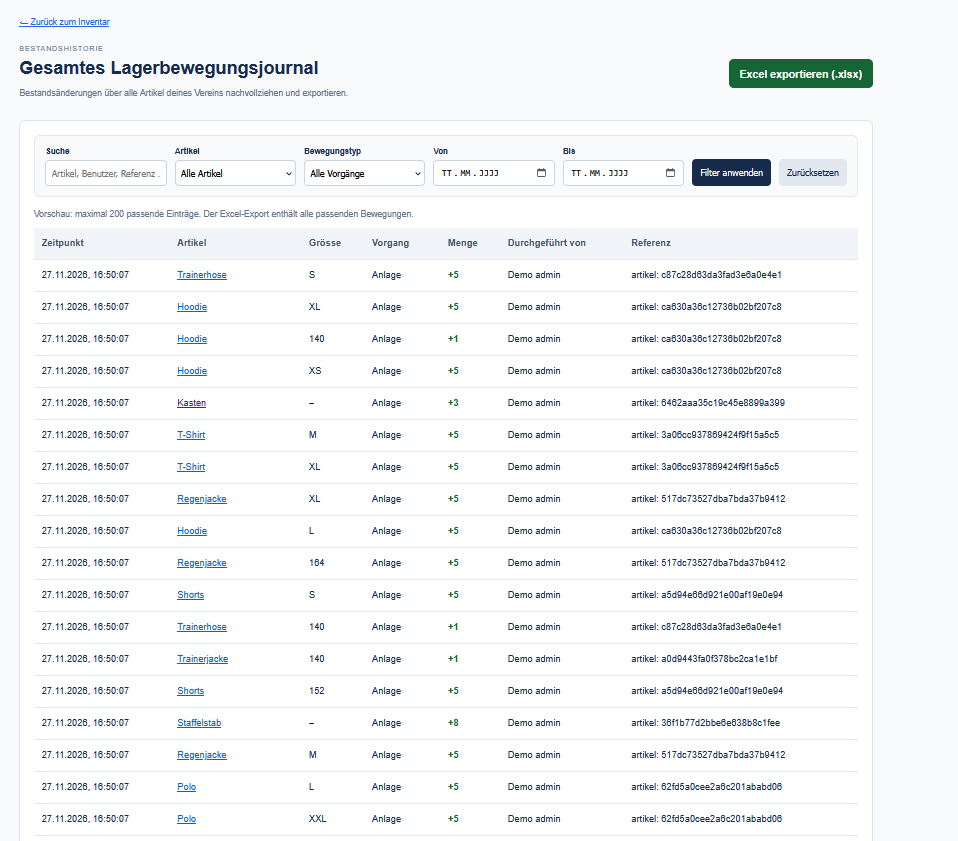 ← Zurück zum Inventar
BESTANDSHISTORIE
Gesamtes Lagerbewegungsjournal
Excel exportieren (.xlsx)
Bestandsänderungen über alle Artikel deines Vereins nachvollziehen und exportieren.
Suche Artikel Bewegungstyp Von Bis
Artikel, Benutzer, Referenz . Alle Artikel Alle Vorgänge TT.MM.JJJJ TT.MM.JJJJ Filter anwenden Zurücksetzen
Vorschau: maximal 200 passende Einträge. Der Excel-Export enthält alle passenden Bewegungen.
Zeitpunkt Artikel Grösse Vorgang Menge Durchgeführt von Referenz
27.11.2026, 16:50:07 Trainerhose S Anlage +5 Demo admin artikel: c87c28d63da3fad3e6a0e4e1
27.11.2026, 16:50:07 Hoodie XL Anlage +5 Demo admin artikel: ca630a36c12736b02bf207c8
27.11.2026, 16:50:07 Hoodie 140 Anlage +1 Demo admin artikel: ca630a36c12736b02bf207c8
27.11.2026, 16:50:07 Hoodie XS Anlage +5 Demo admin artikel: ca630a36c12736b02bf207c8
27.11.2026, 16:50:07 Kasten – Anlage +3 Demo admin artikel: 6462aaa35c19c45e8899a399
27.11.2026, 16:50:07 T-Shirt M Anlage +5 Demo admin artikel: 3a06cc937869424f9f15a5c5
27.11.2026, 16:50:07 T-Shirt XL Anlage +5 Demo admin artikel: 3a06cc937869424f9f15a5c5
27.11.2026, 16:50:07 Regenjacke XL Anlage +5 Demo admin artikel: 517dc73527dba7bda37b9412
27.11.2026, 16:50:07 Hoodie L Anlage +5 Demo admin artikel: ca630a36c12736b02bf207c8
27.11.2026, 16:50:07 Regenjacke 164 Anlage +5 Demo admin artikel: 517dc73527dba7bda37b9412
27.11.2026, 16:50:07 Shorts S Anlage +5 Demo admin artikel: a5d94e66d921e00af19e0e94
27.11.2026, 16:50:07 Trainerhose 140 Anlage +1 Demo admin artikel: c87c28d63da3fad3e6a0e4e1
27.11.2026, 16:50:07 Trainerjacke 140 Anlage +1 Demo admin artikel: a0d9443fa0f378bc2ca1e1bf
27.11.2026, 16:50:07 Shorts 152 Anlage +5 Demo admin artikel: a5d94e66d921e00af19e0e94
27.11.2026, 16:50:07 Staffelstab – Anlage +8 Demo admin artikel: 36f1b77d2bbe6e638b8c1fee
27.11.2026, 16:50:07 Regenjacke M Anlage +5 Demo admin artikel: 517dc73527dba7bda37b9412
27.11.2026, 16:50:07 Polo L Anlage +5 Demo admin artikel: 62fd5a0cee2a6c201ababd06
27.11.2026, 16:50:07 Polo XXL Anlage +5 Demo admin artikel: 62fd5a0cee2a6c201ababd06